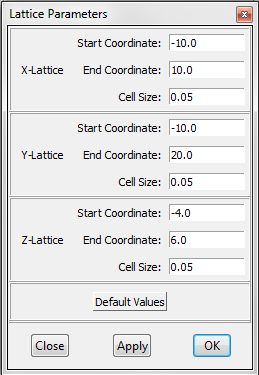 Lattice Parameters
Start Coordinate: -10.0
X-Lattice End Coordinate: 10.0
Cell Size: 0.05
Start Coordinate: -10.0
Y-Lattice End Coordinate: 20.0
Cell Size: 0.05
Start Coordinate: -4.0
Z-Lattice End Coordinate: 6.0
Cell Size: 0.05
Default Values
Close Apply OK